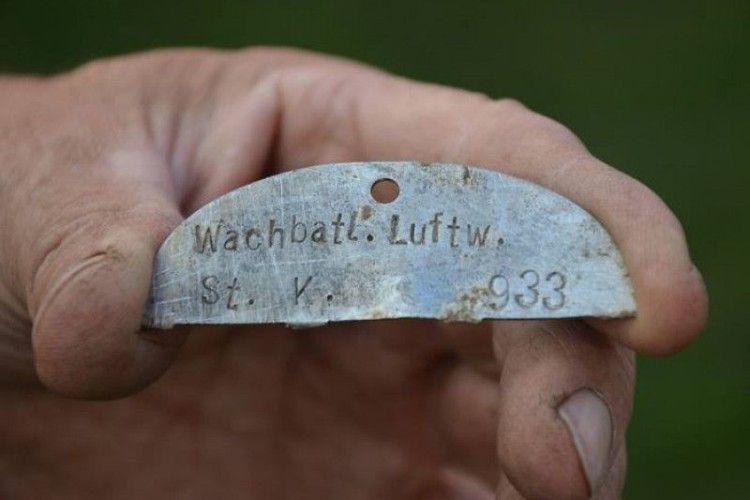 Wachbatl. Luftw.
St. K. 933